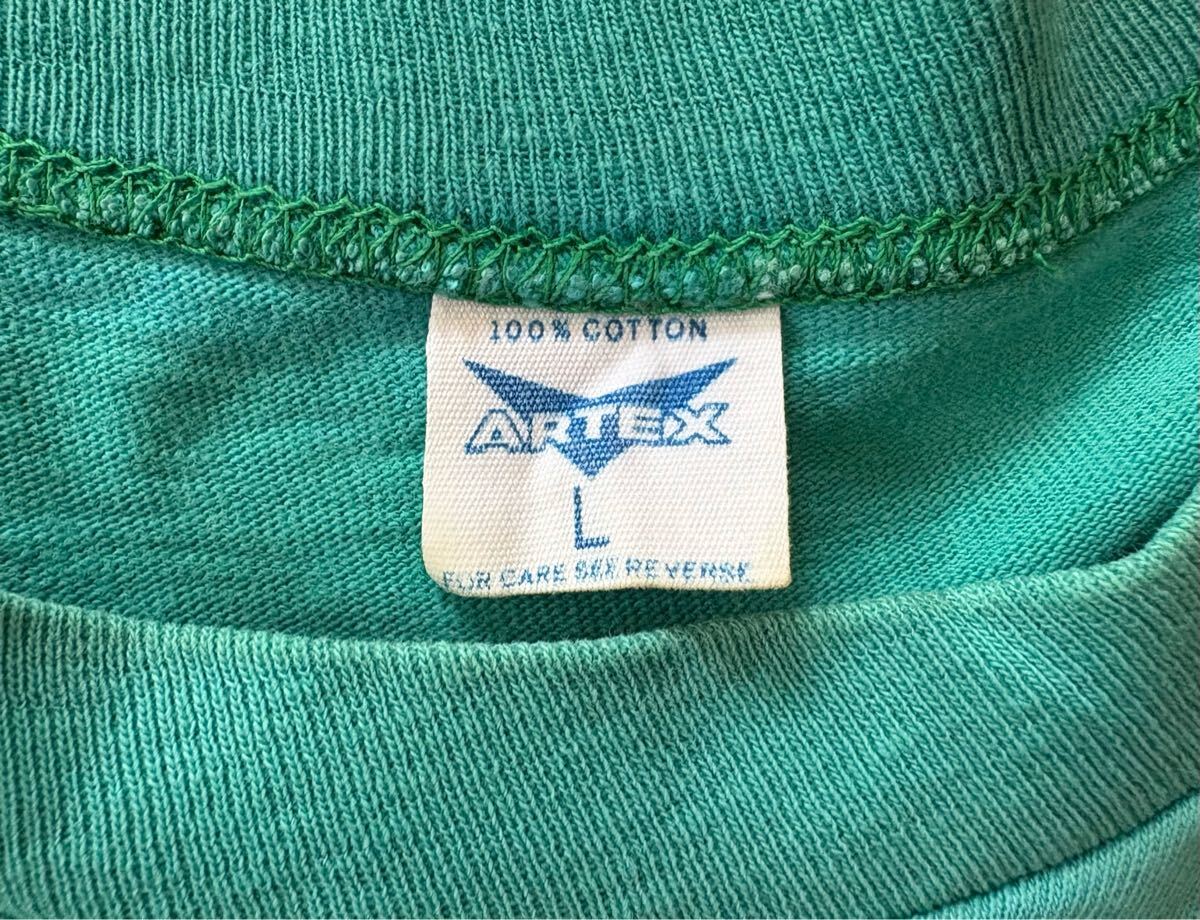 100% COTTON
ARTEX
L
FOR CARE SEE REVERSE